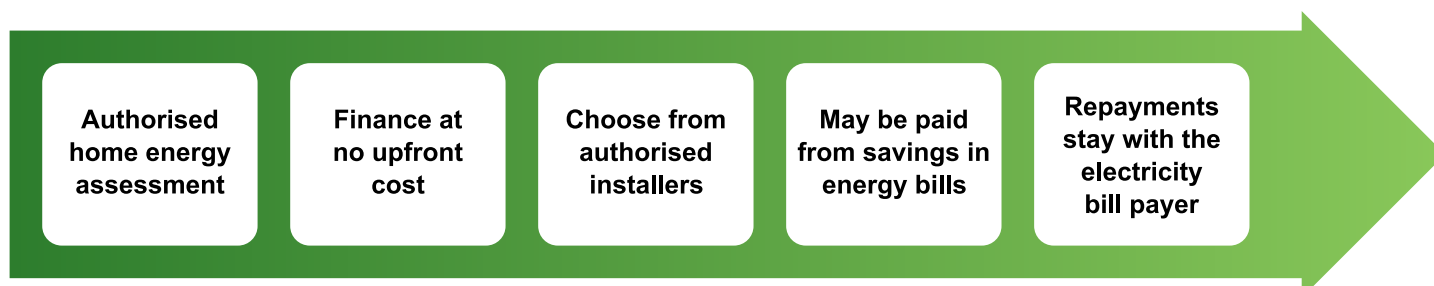 Authorised
home energy
assessment
Finance at
no upfront
cost
Choose from
authorised
installers
May be paid
from savings in
energy bills
Repayments
stay with the
electricity
bill payer